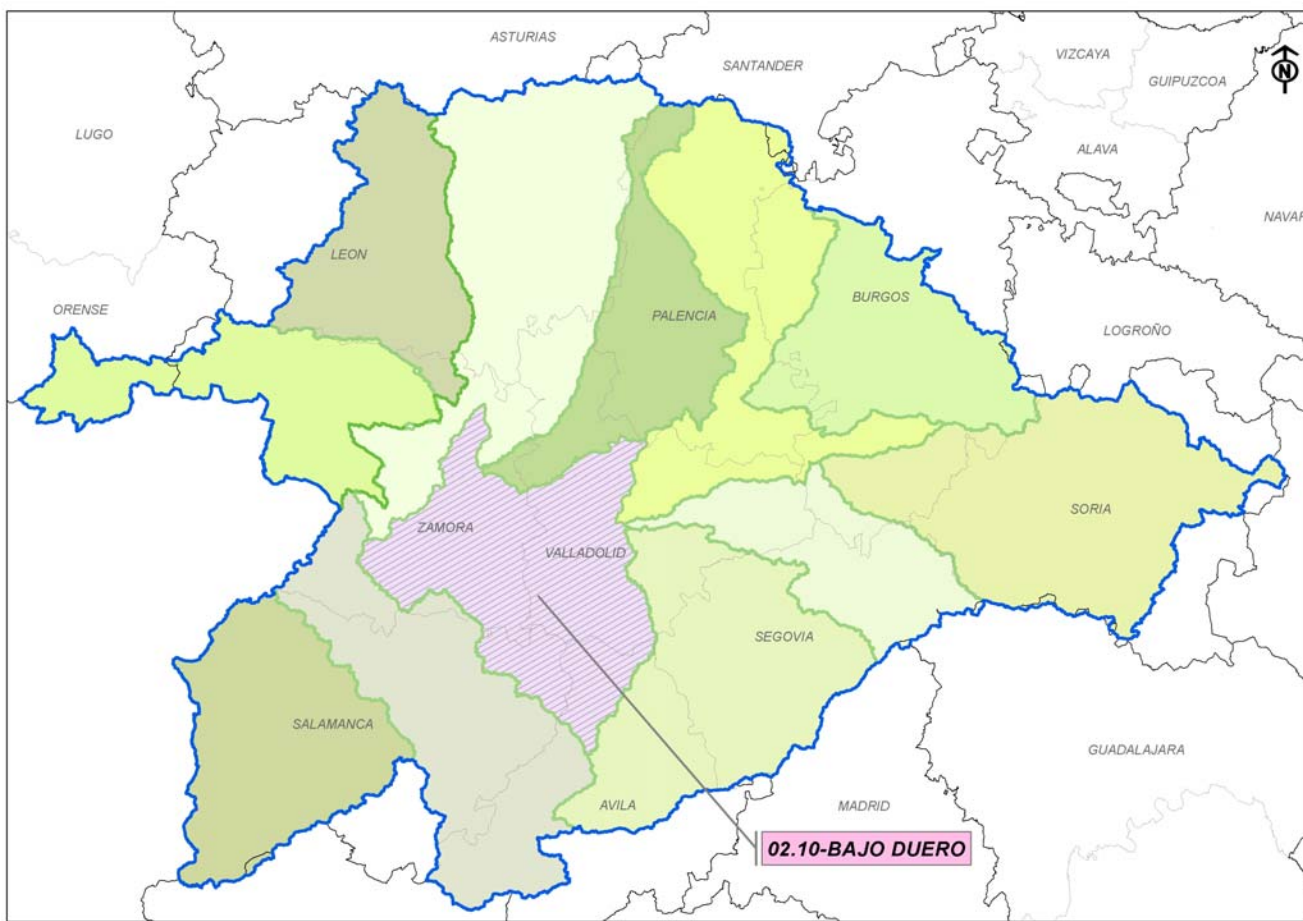 ASTURIAS
SANTANDER
VIZCAYA
GUIPUZCOA
N
LUGO
ALAVA
NAVAR
LEON
ORENSE
BURGOS
PALENCIA
LOGROÑO
SORIA
ZAMORA
VALLADOLID
SEGOVIA
SALAMANCA
GUADALAJARA
AVILA
MADRID
02.10-BAJO DUERO